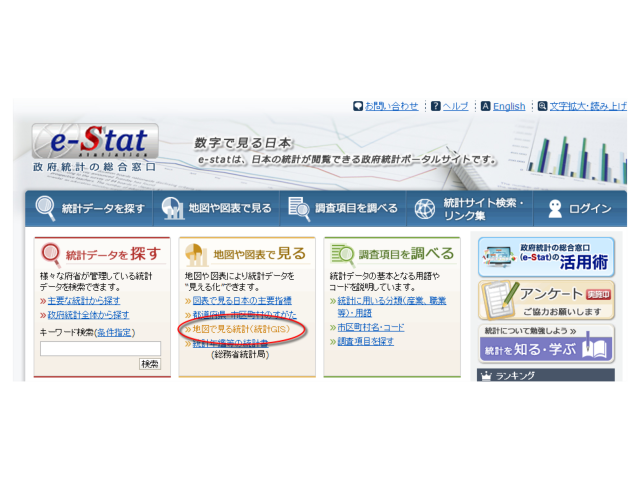 お問い合わせ ヘルプ English 文字拡大・読み上げ
e-Stat
statistics
政府統計の総合窓口
数字で見る日本
e-statは、日本の統計が閲覧できる政府統計ポータルサイトです。
統計データを探す 地図や図表で見る 調査項目を調べる 統計サイト検索・リンク集 ログイン
統計データを探す
様々な府省が管理している統計
データを検索できます。
»主要な統計から探す
»政府統計全体から探す
キーワード検索(条件指定)
検索
地図や図表で見る
地図や図表により統計データを
"見える化"できます。
»図表で見る日本の主要指標
»都道府県・市区町村のすがた
»地図で見る統計(統計GIS)
»統計年鑑等の統計書
(総務省統計局)
調査項目を調べる
統計データの基本となる用語や
コードを説明しています。
»統計に用いる分類(産業、職業
等)・用語
»市区町村名・コード
»調査項目を探す
政府統計の総合窓口
(e-Stat)の活用術
アンケート 実施中
ご協力お願いします
統計について勉強しよう »
統計を知る・学ぶ
ランキング